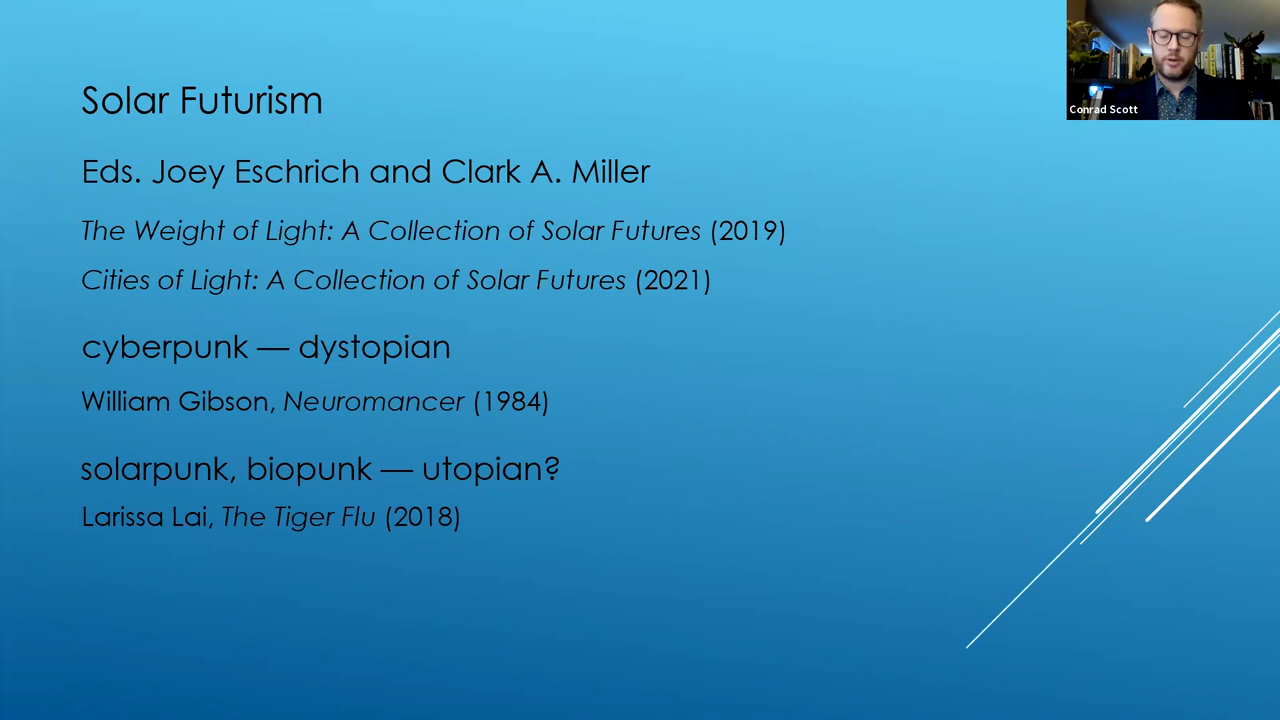 Solar Futurism
Eds. Joey Eschrich and Clark A. Miller
The Weight of Light: A Collection of Solar Futures (2019)
Cities of Light: A Collection of Solar Futures (2021)
cyberpunk — dystopian
William Gibson, Neuromancer (1984)
solarpunk, biopunk — utopian?
Larissa Lai, The Tiger Flu (2018)
Conrad Scott